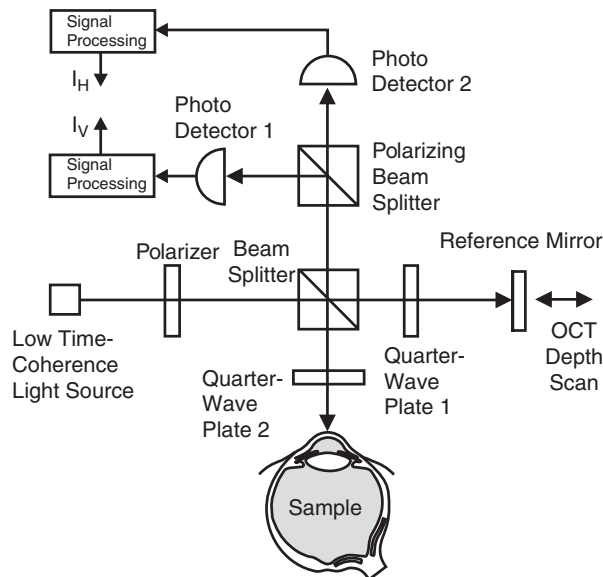 Signal
Processing
I_H
I_V
Signal
Processing
Photo
Detector 1
Photo
Detector 2
Polarizing
Beam
Splitter
Polarizer
Beam
Splitter
Reference Mirror
Low Time-
Coherence
Light Source
Quarter-
Wave
Plate 2
Quarter-
Wave
Plate 1
OCT
Depth
Scan
Sample